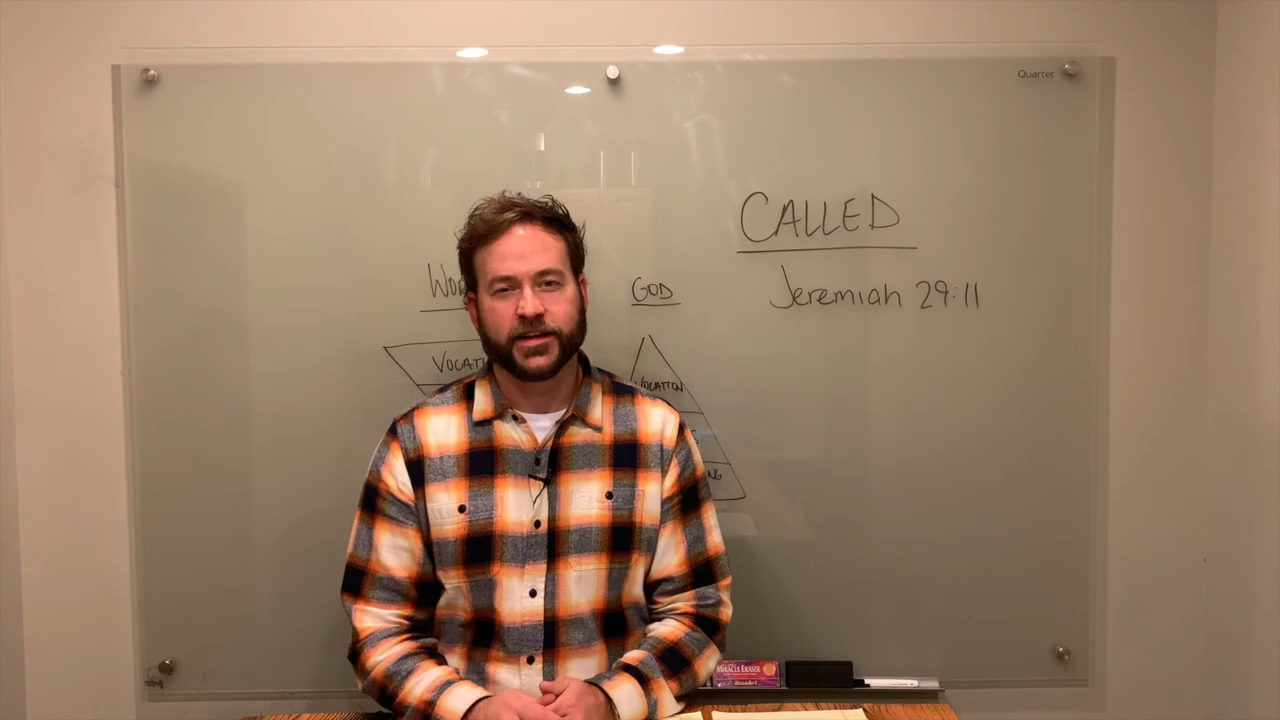 Quartet
CALLED
Jeremiah 29:11
GOD
VOCATION
MIRACLE ERASER